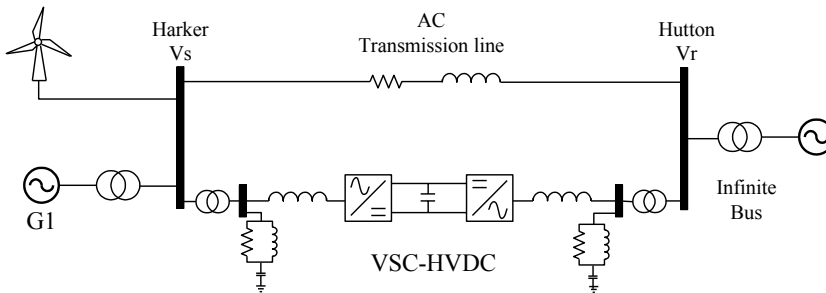 Harker
Vs
AC
Transmission line
Hutton
Vr
G1
VSC-HVDC
Infinite
Bus